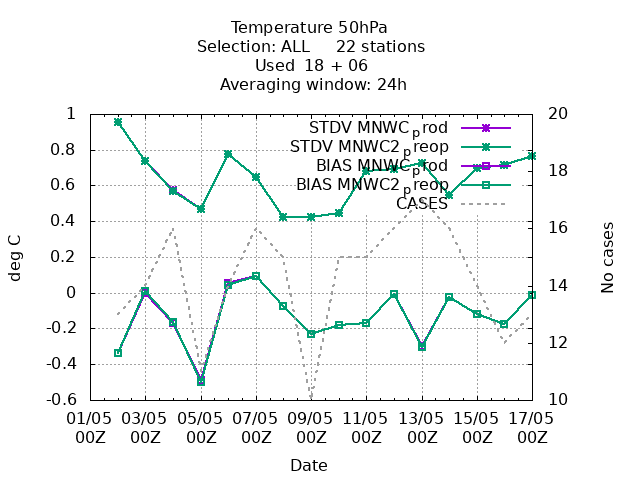 Temperature 50hPa
Selection: ALL 22 stations
Used 18 + 06
Averaging window: 24h
1
0.8
0.6
0.4
0.2
0
-0.2
-0.4
-0.6
20
18
16
14
12
10
deg C
No cases
STDV MNWC_prod
STDV MNWC2_preop
BIAS MNWC_prod
BIAS MNWC2_preop
CASES
01/05 03/05 05/05 07/05 09/05 11/05 13/05 15/05 17/05
00Z 00Z 00Z 00Z 00Z 00Z 00Z 00Z 00Z
Date